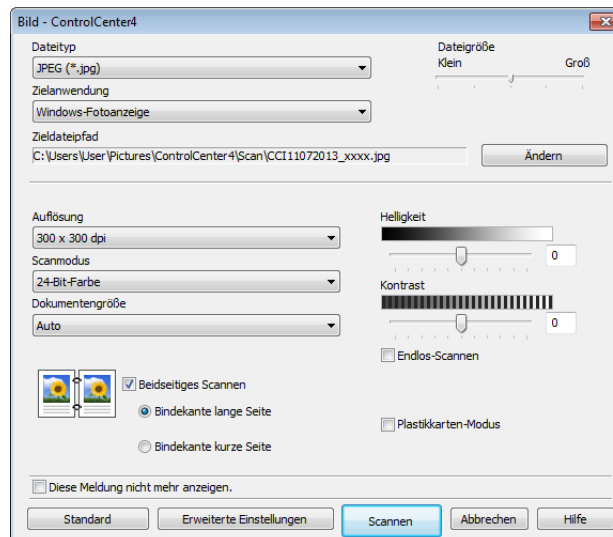 Bild - ControlCenter4
Dateityp
JPEG (*.jpg)
Dateigröße
Klein Groß
Zielanwendung
Windows-Fotoanzeige
Zieldateipfad
C:\Users\User\Pictures\ControlCenter4\Scan\CCI11072013_xxxx.jpg
Ändern
Auflösung
300 x 300 dpi
Scanmodus
24-Bit-Farbe
Dokumentengröße
Auto
Helligkeit
0
Kontrast
0
Endlos-Scannen
Beidseitiges Scannen
Bindekante lange Seite
Bindekante kurze Seite
Plastikkarten-Modus
Diese Meldung nicht mehr anzeigen.
Standard Erweiterte Einstellungen Scannen Abbrechen Hilfe